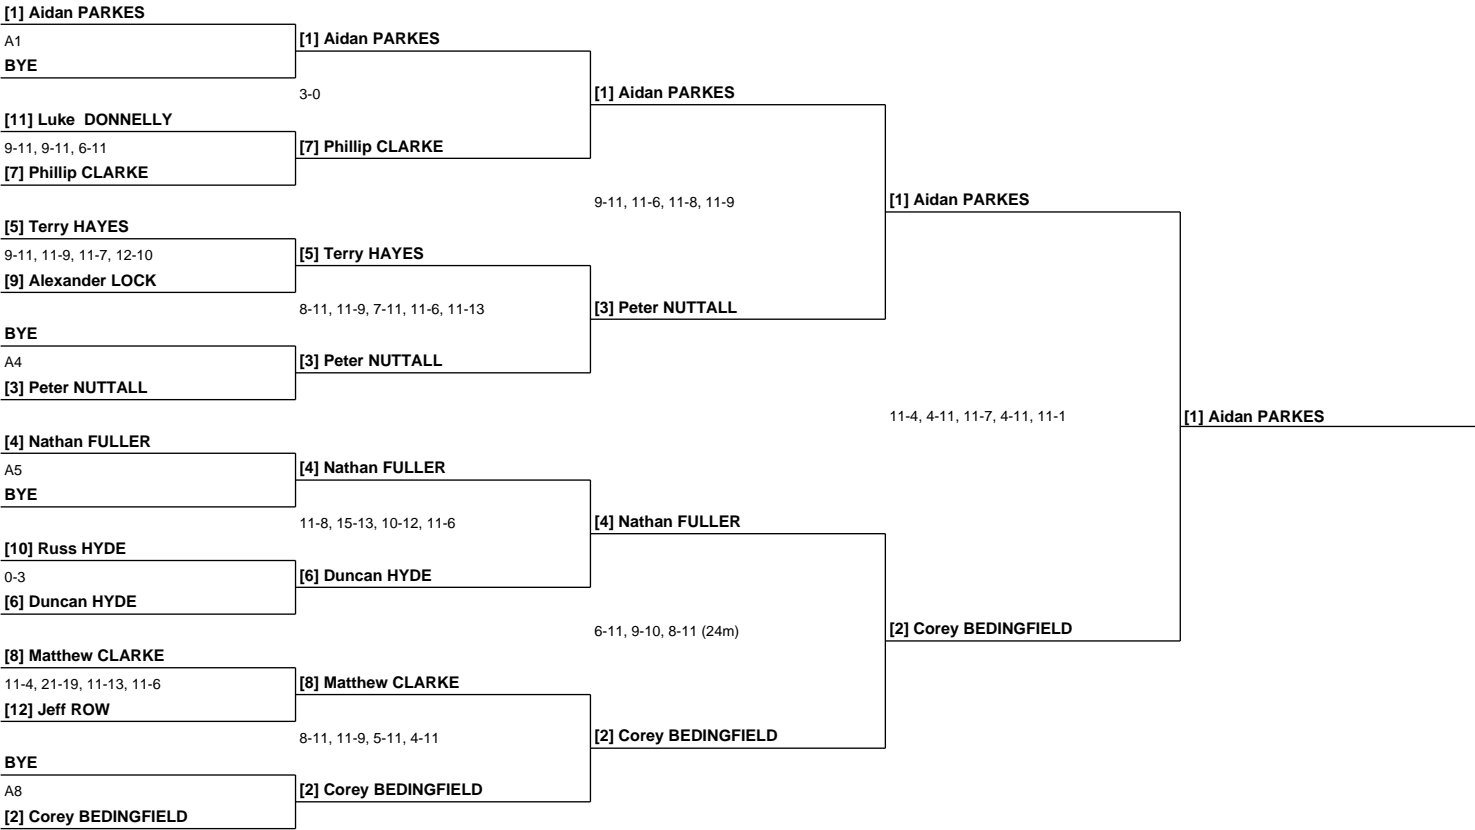 [1] Aidan PARKES
A1
BYE
[11] Luke  DONNELLY
9-11, 9-11, 6-11
[7] Phillip CLARKE
[5] Terry HAYES
9-11, 11-9, 11-7, 12-10
[9] Alexander LOCK
BYE
A4
[3] Peter NUTTALL
[4] Nathan FULLER
A5
BYE
[10] Russ HYDE
0-3
[6] Duncan HYDE
[8] Matthew CLARKE
11-4, 21-19, 11-13, 11-6
[12] Jeff ROW
BYE
A8
[2] Corey BEDINGFIELD
[1] Aidan PARKES
3-0
[7] Phillip CLARKE
[5] Terry HAYES
8-11, 11-9, 7-11, 11-6, 11-13
[3] Peter NUTTALL
[4] Nathan FULLER
11-8, 15-13, 10-12, 11-6
[6] Duncan HYDE
[8] Matthew CLARKE
8-11, 11-9, 5-11, 4-11
[2] Corey BEDINGFIELD
[1] Aidan PARKES
9-11, 11-6, 11-8, 11-9
[3] Peter NUTTALL
[4] Nathan FULLER
6-11, 9-10, 8-11 (24m)
[2] Corey BEDINGFIELD
[1] Aidan PARKES
11-4, 4-11, 11-7, 4-11, 11-1
[2] Corey BEDINGFIELD
[1] Aidan PARKES